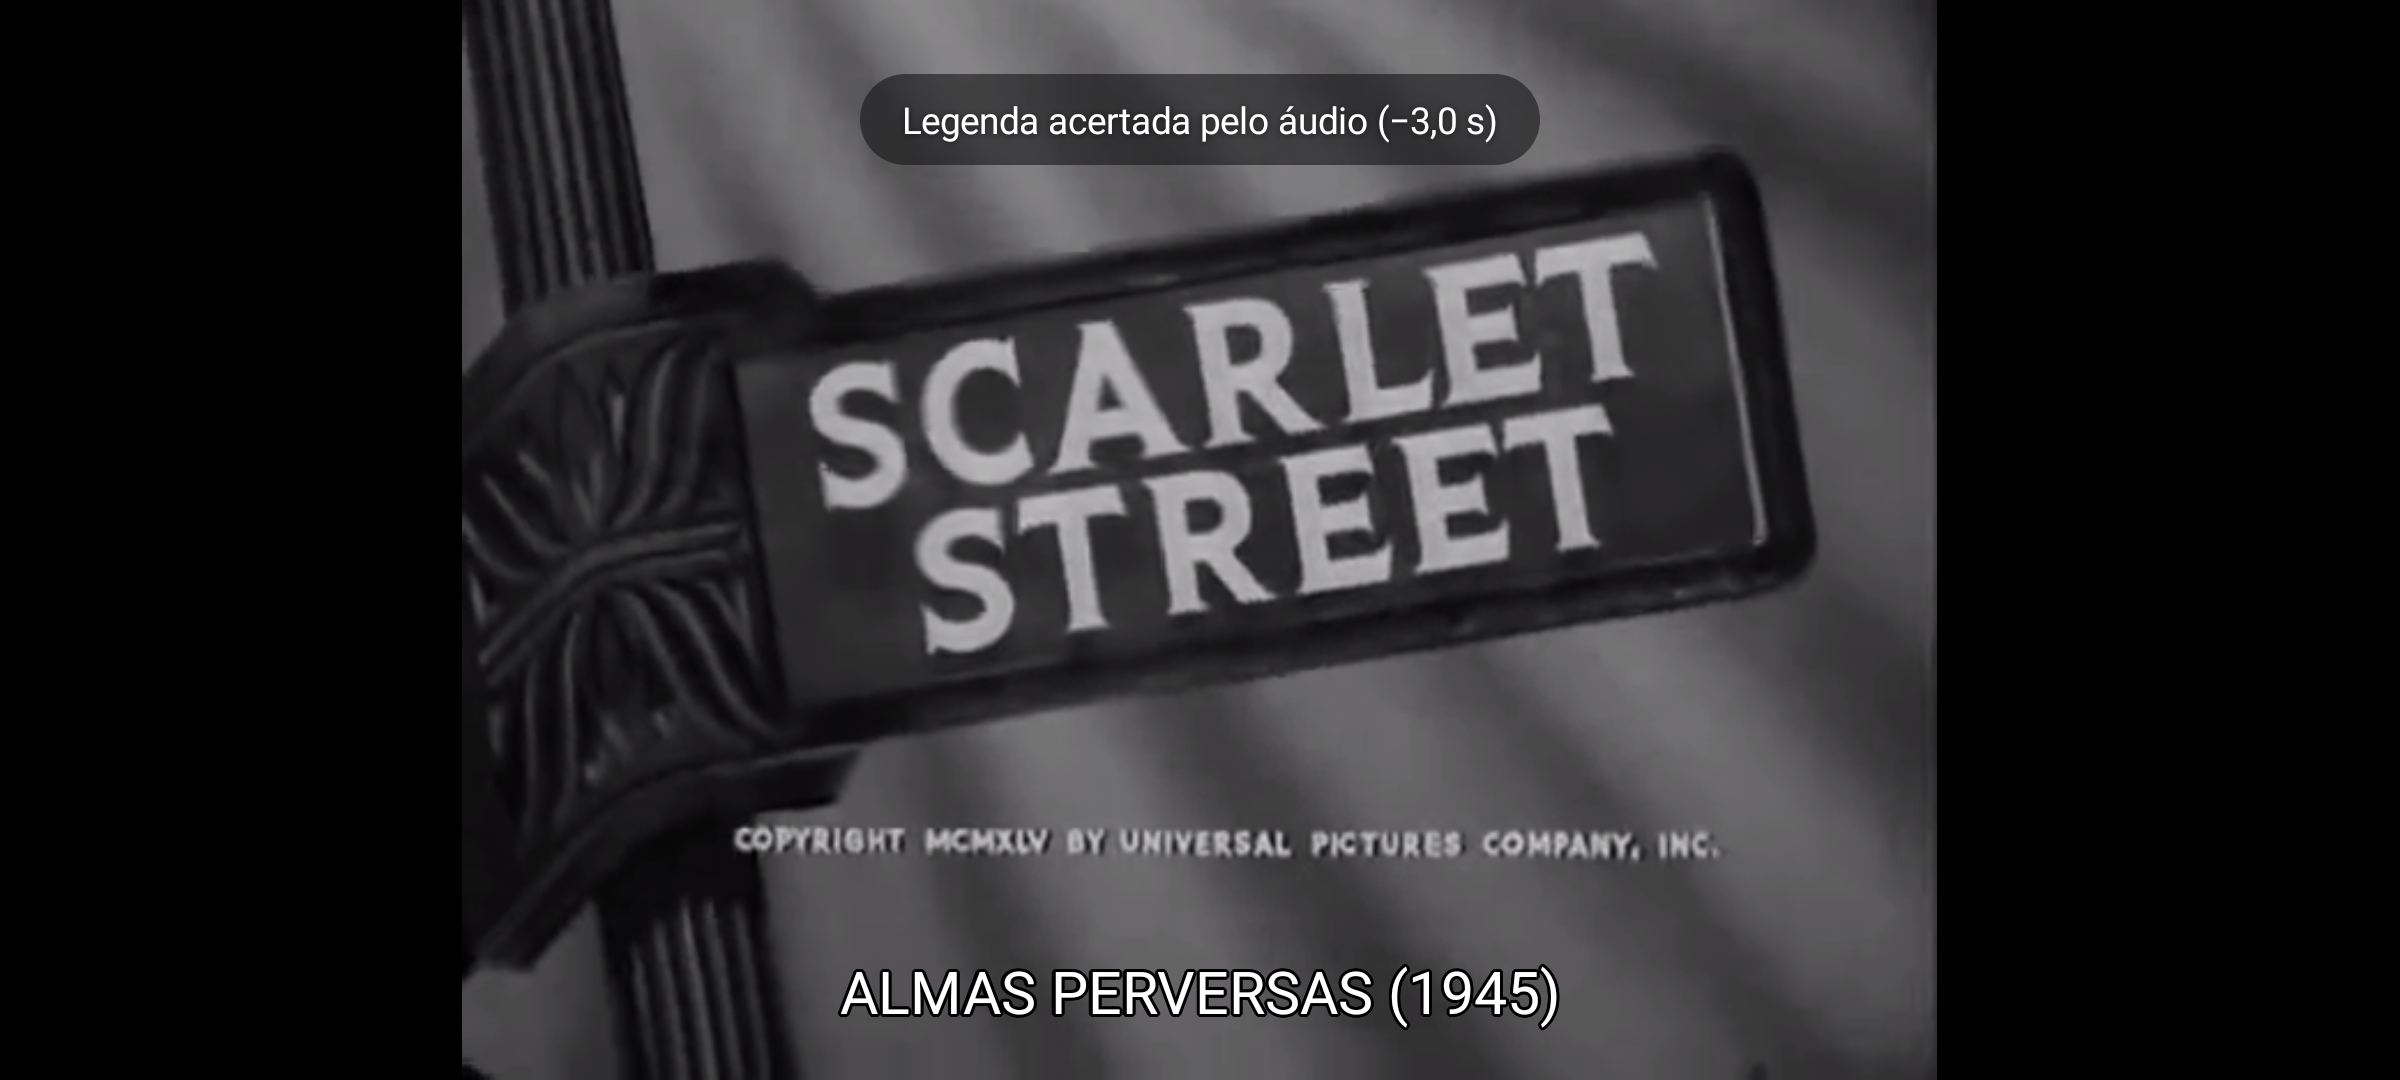 Legenda acertada pelo áudio (−3,0 s)
SCARLET
STREET
COPYRIGHT MCMXLV BY UNIVERSAL PICTURES COMPANY, INC.
ALMAS PERVERSAS (1945)